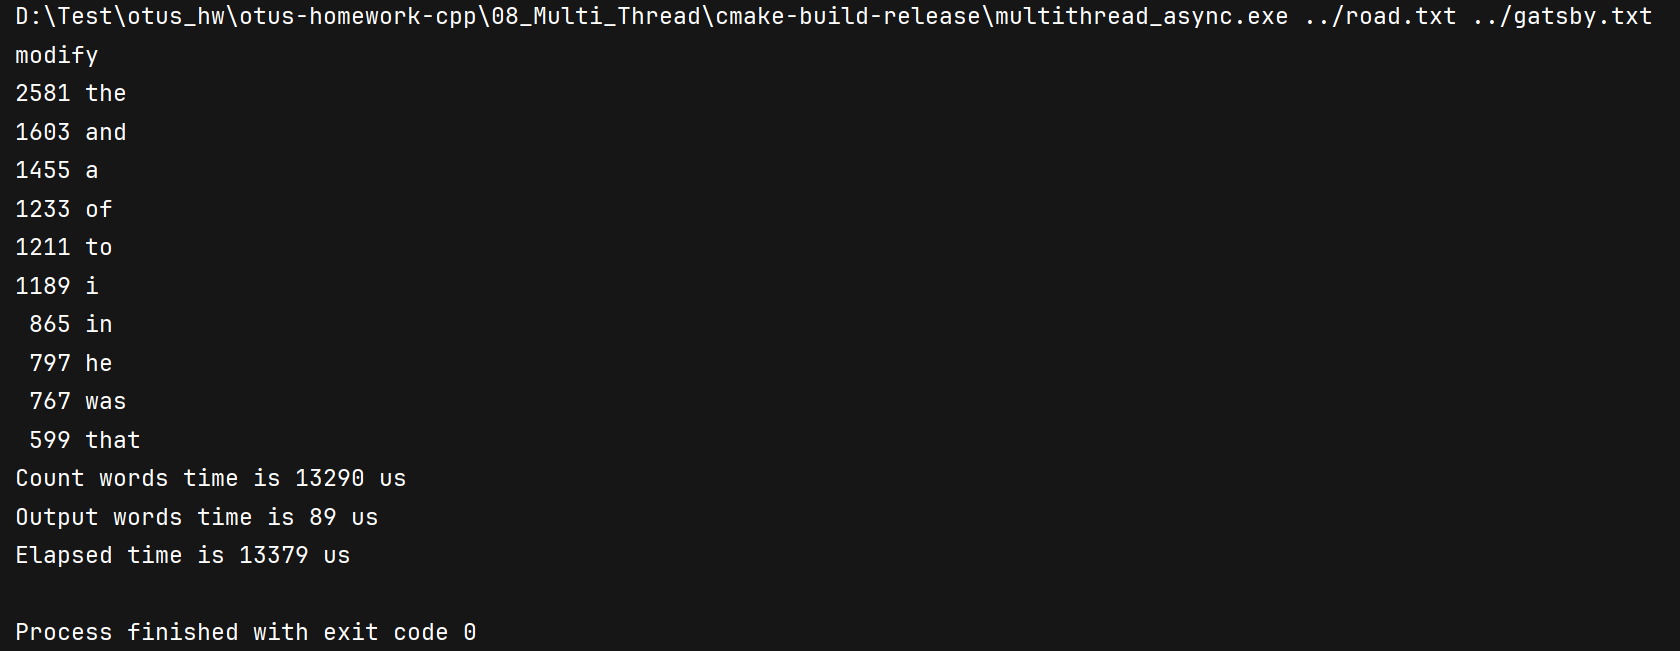 D:\Test\otus_hw\otus-homework-cpp\08_Multi_Thread\cmake-build-release\multithread_async.exe ../road.txt ../gatsby.txt
modify
2581 the
1603 and
1455 a
1233 of
1211 to
1189 i
 865 in
 797 he
 767 was
 599 that
Count words time is 13290 us
Output words time is 89 us
Elapsed time is 13379 us

Process finished with exit code 0